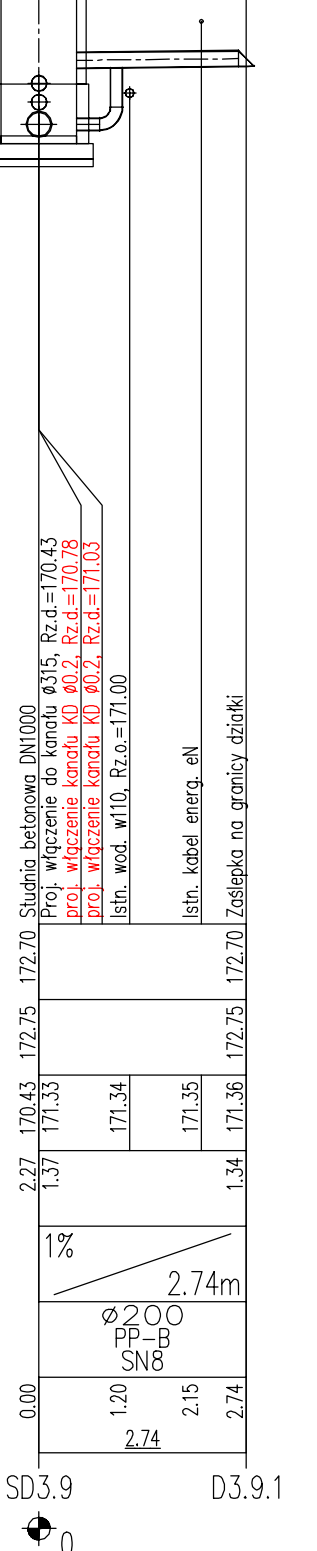 Studnia betonowa DN1000
Proj. włączenie do kanału ø315, Rz.d.=170.43
proj. włączenie kanału KD ø0.2, Rz.d.=170.78
proj. włączenie kanału KD ø0.2, Rz.d.=171.03
Istn. wod. w110, Rz.o.=171.00
Istn. kabel energ. eN
Zaślepka na granicy działki
172.70 172.70
172.75 172.75
170.43 171.33 171.34 171.35 171.36
2.27 1.37 1.34
1%
2.74m
ø200
PP-B
SN8
0.00 1.20 2.15 2.74
2.74
SD3.9 D3.9.1
0